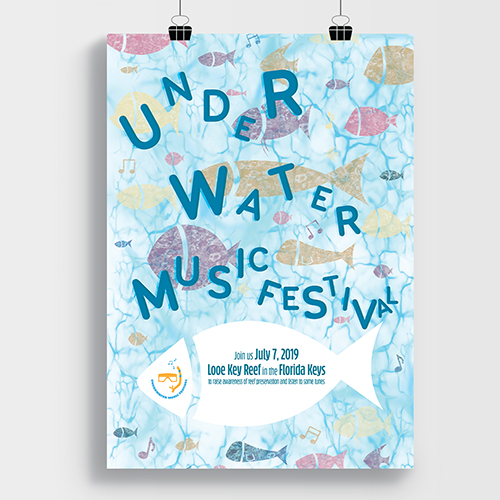 UNDER
WATER
MUSIC FESTIVAL
Join us July 7, 2019
Looe Key Reef in the Florida Keys
to raise awareness of reef preservation and listen to some tunes